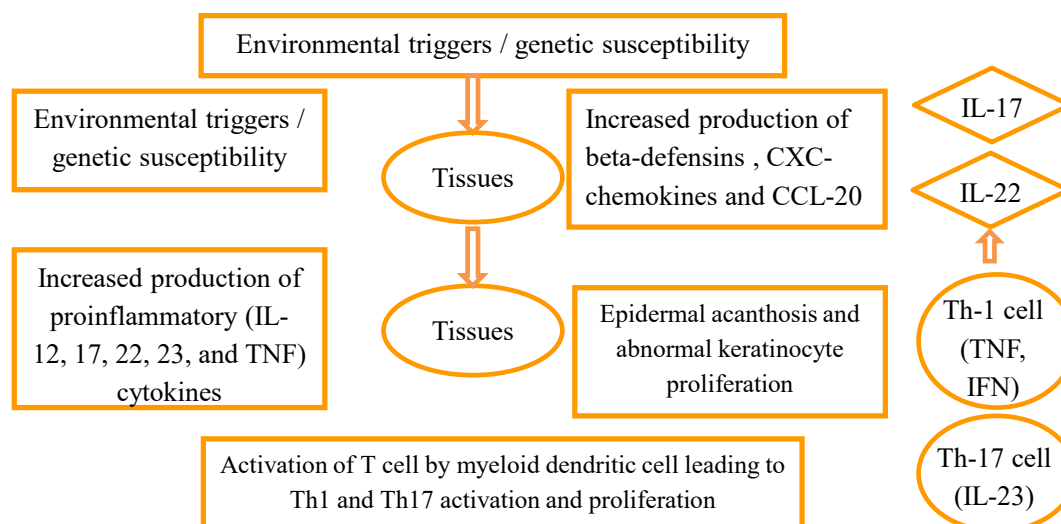 Environmental triggers / genetic susceptibility
Environmental triggers /
genetic susceptibility
Tissues
Increased production of
beta-defensins , CXC-
chemokines and CCL-20
IL-17
IL-22
Increased production of
proinflammatory (IL-
12, 17, 22, 23, and TNF)
cytokines
Tissues
Epidermal acanthosis and
abnormal keratinocyte
proliferation
Th-1 cell
(TNF,
IFN)
Activation of T cell by myeloid dendritic cell leading to
Th1 and Th17 activation and proliferation
Th-17 cell
(IL-23)